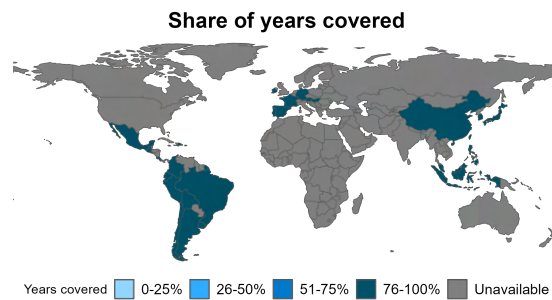 Share of years covered
Years covered 0-25% 26-50% 51-75% 76-100% Unavailable